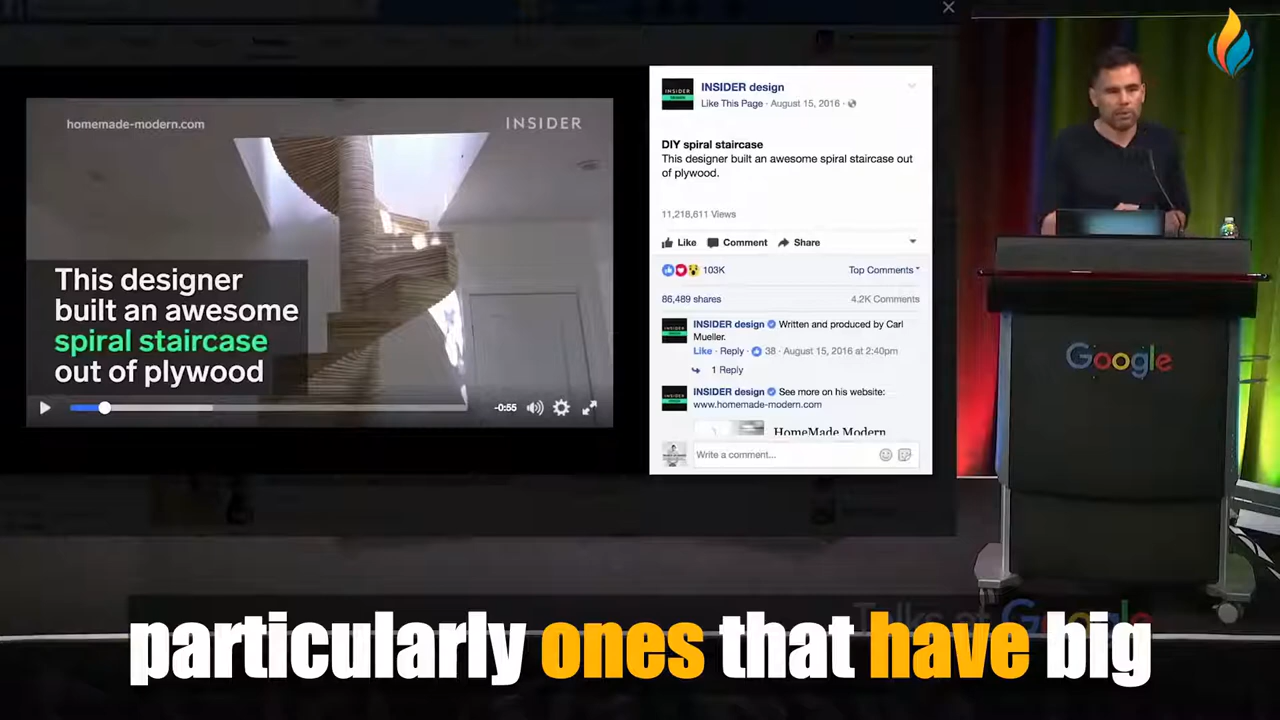 homemade-modern.com
INSIDER
This designer
built an awesome
spiral staircase
out of plywood
-0:55
INSIDER
INSIDER design
Like This Page · August 15, 2016 ·
DIY spiral staircase
This designer built an awesome spiral staircase out
of plywood.
11,218,611 Views
Like Comment Share
103K Top Comments
86,489 shares 4.2K Comments
INSIDER design Written and produced by Carl
Mueller.
Like · Reply · 38 · August 15, 2016 at 2:40pm
1 Reply
INSIDER design See more on his website:
www.homemade-modern.com
HomeMade Modern
Write a comment...
Google
Talks at Google
particularly ones that have big